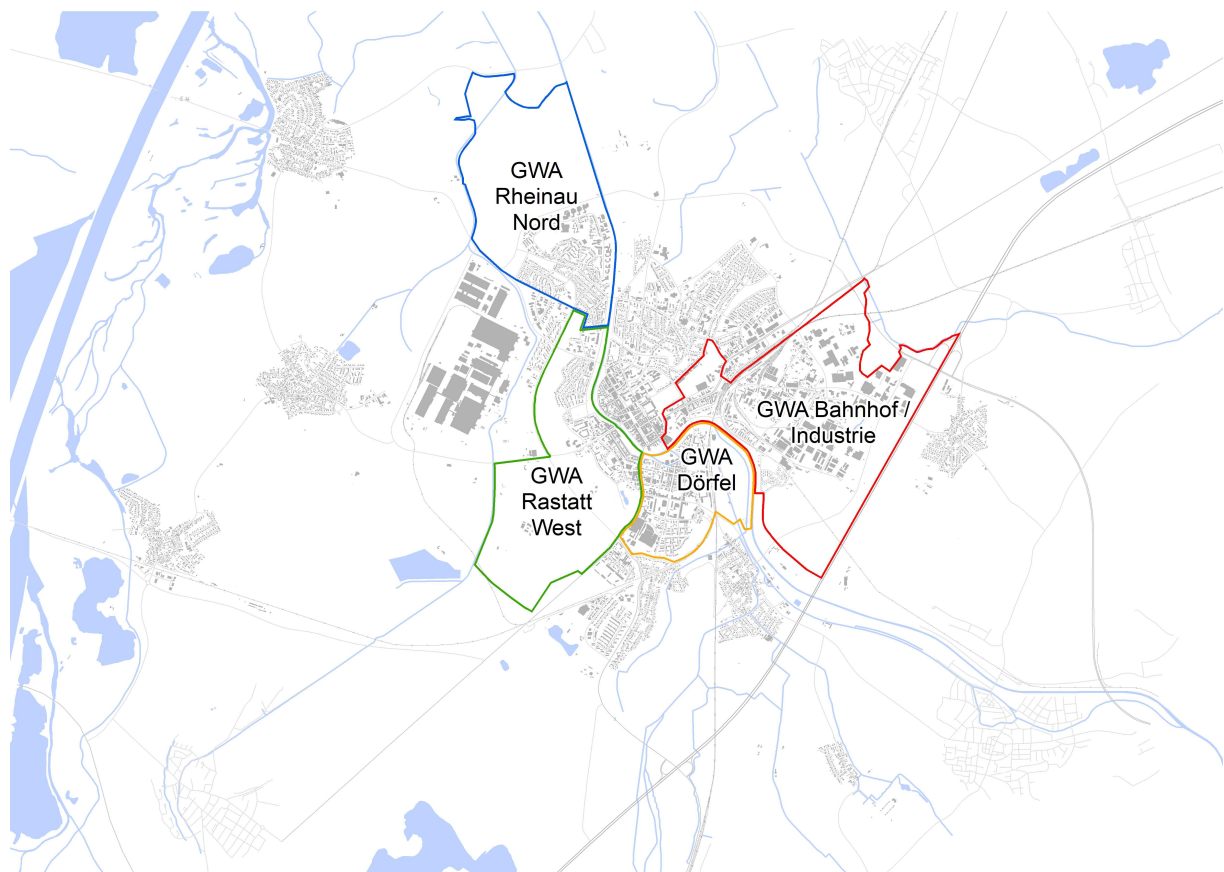 GWA
Rheinau
Nord
GWA Bahnhof /
Industrie
GWA
Dörfel
GWA
Rastatt
West